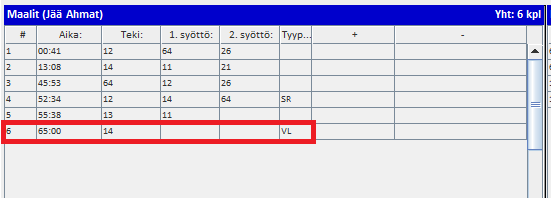 Maalit (Jää Ahmat) Yht: 6 kpl
# Aika: Teki: 1. syöttö: 2. syöttö: Tyyp... + -
1 00:41 12 64 26
2 13:08 14 11 21
3 45:53 64 12 26
4 52:34 12 14 64 SR
5 55:38 13 11
6 65:00 14 VL